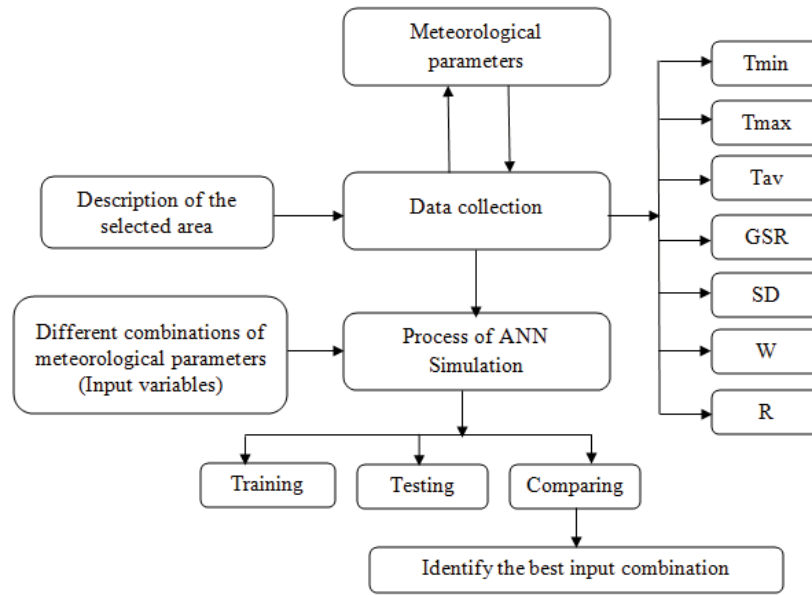 Meteorological
parameters
Tmin
Tmax
Description of the
selected area
Data collection
Tav
GSR
SD
Different combinations of
meteorological parameters
(Input variables)
Process of ANN
Simulation
W
R
Training
Testing
Comparing
Identify the best input combination